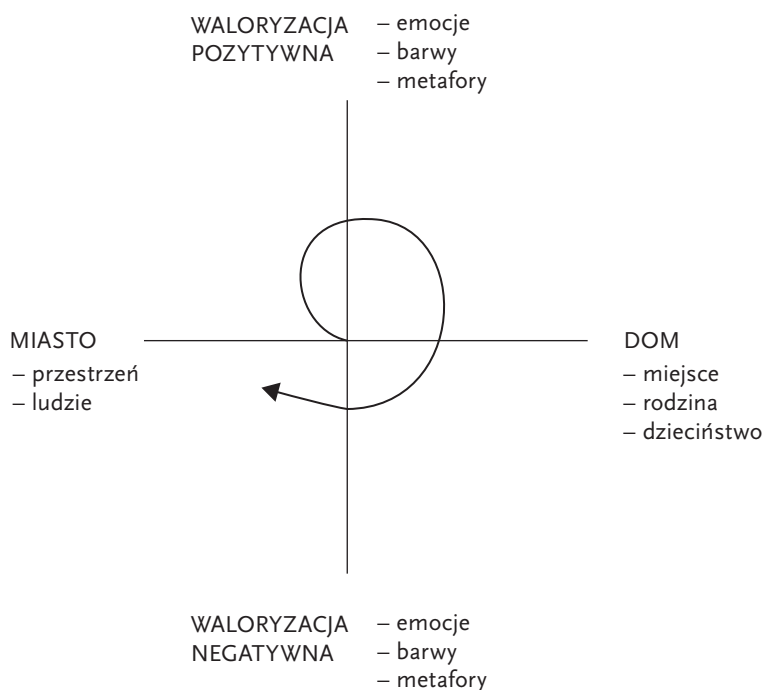 WALORYZACJA
POZYTYWNA
– emocje
– barwy
– metafory
MIASTO
– przestrzeń
– ludzie
DOM
– miejsce
– rodzina
– dzieciństwo
WALORYZACJA
NEGATYWNA
– emocje
– barwy
– metafory